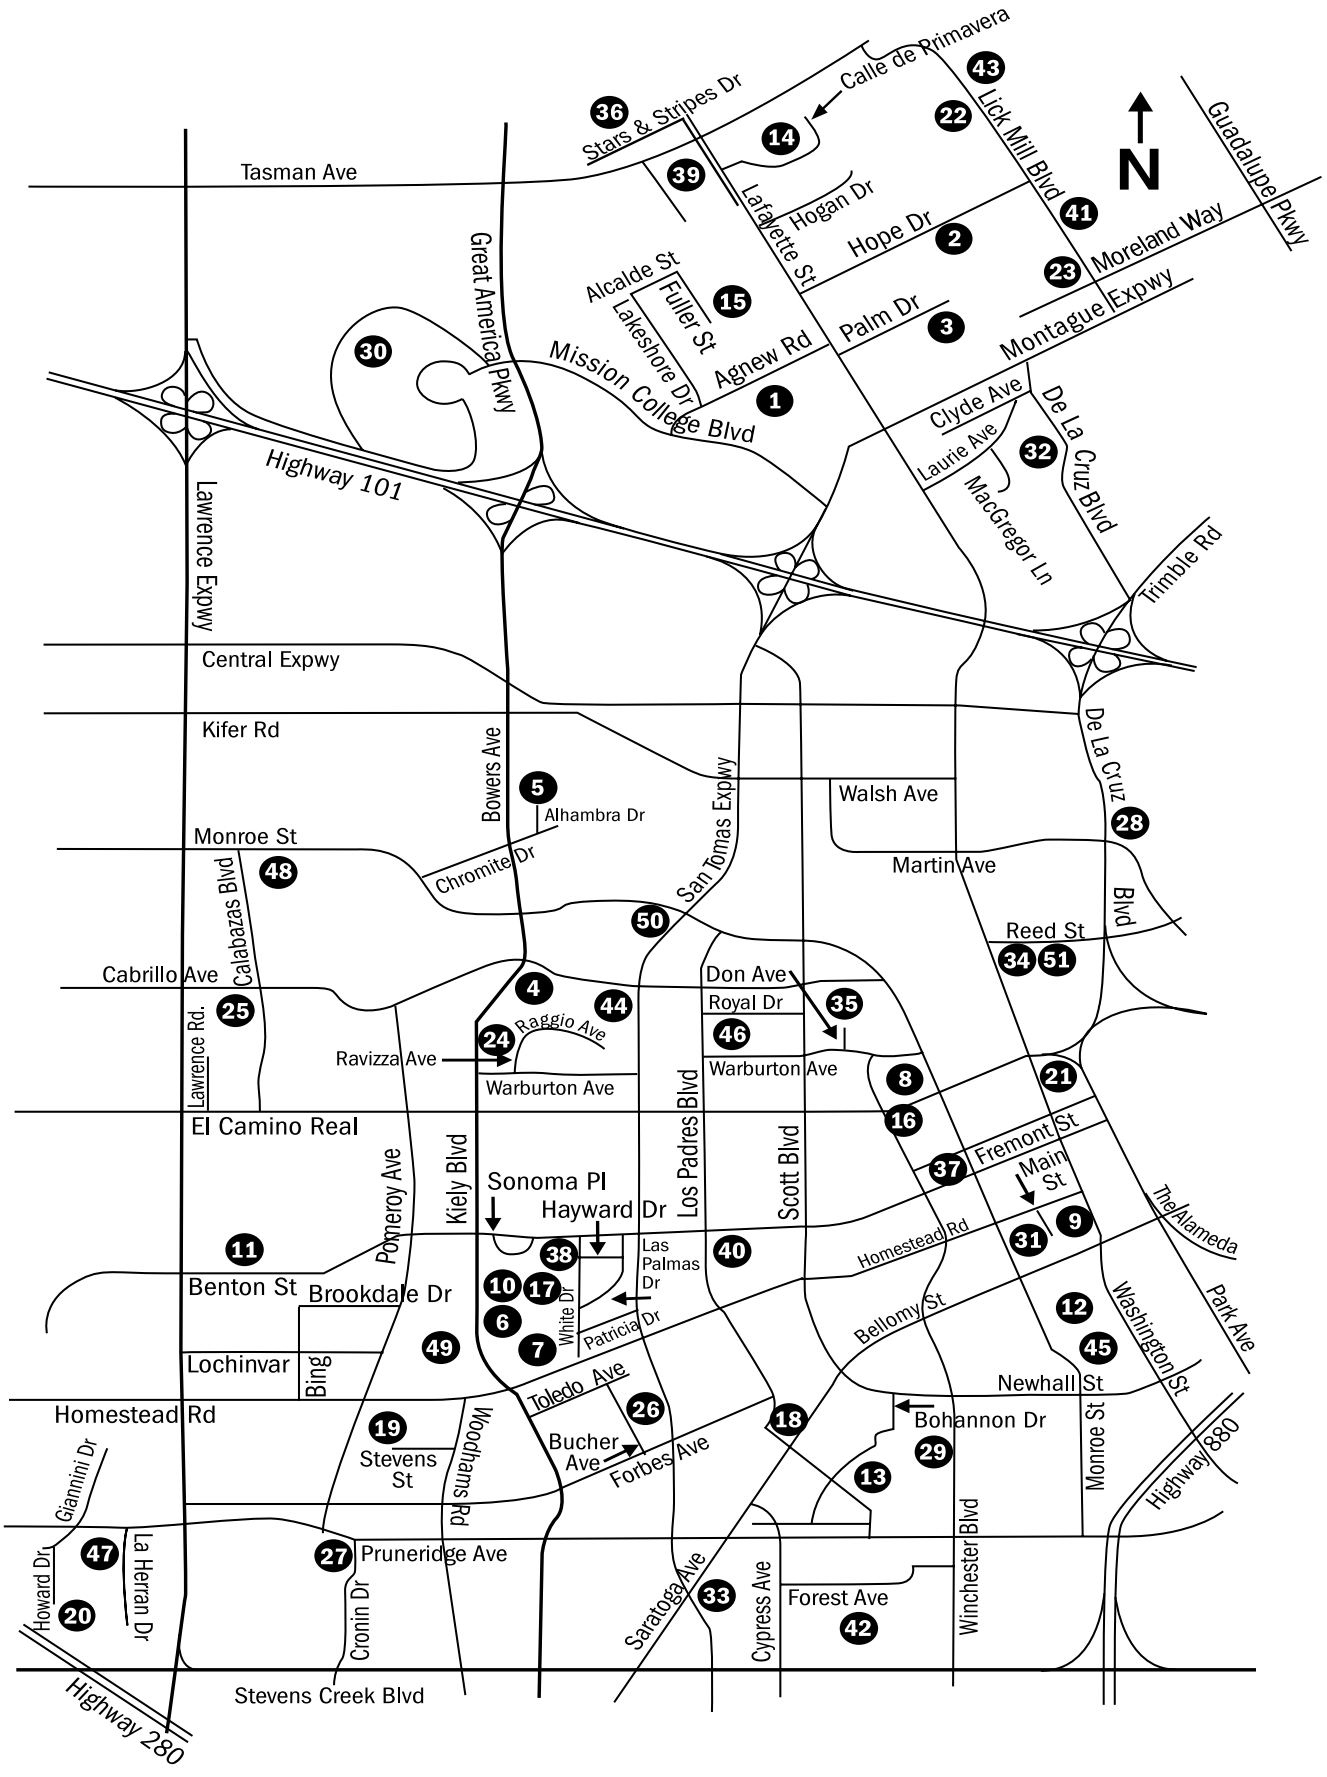 Calle de Primavera
43
36
Stars & Stripes Dr
14
22
Lick Mill Blvd
Guadalupe Pkwy
N
Tasman Ave
39
Lafayette St
Hogan Dr
41
Hope Dr
2
Moreland Way
23
Great America Pkwy
Alcalde St
Fuller St
15
Lakeshore Dr
Palm Dr
3
Montague Expwy
30
Mission College Blvd
Agnew Rd
1
Clyde Ave
De La Cruz Blvd
Laurie Ave
32
Highway 101
MacGregor Ln
Lawrence Expwy
Trimble Rd
Central Expwy
Kifer Rd
De La Cruz
Blvd
Bowers Ave
5
San Tomas Expwy
Walsh Ave
Alhambra Dr
28
Monroe St
Chromite Dr
Martin Ave
48
Calabazas Blvd
50
Reed St
34
51
Cabrillo Ave
4
44
Don Ave
35
25
Royal Dr
46
24
Raggio Ave
Lawrence Rd.
Ravizza Ave
Warburton Ave
Warburton Ave
8
21
El Camino Real
16
Los Padres Blvd
Fremont St
Pomeroy Ave
Kiely Blvd
Scott Blvd
37
Main
St
Sonoma Pl
Hayward Dr
The Alameda
11
38
Las
Palmas
Dr
40
Homestead Rd
31
9
Benton St
10
17
White Dr
Brookdale Dr
6
Patricia Dr
Bellomy St
12
Washington St
Park Ave
49
7
45
Lochinvar
Bing
Toledo Ave
Newhall St
Homestead Rd
26
18
Bohannon Dr
19
Woodhams Rd
Bucher
Ave
Forbes Ave
29
Stevens
St
13
Monroe St
Highway 880
Giannini Dr
Winchester Blvd
47
La Herran Dr
27
Pruneridge Ave
Howard Dr
Cronin Dr
Saratoga Ave
33
Cypress Ave
Forest Ave
20
42
Stevens Creek Blvd
Highway 280